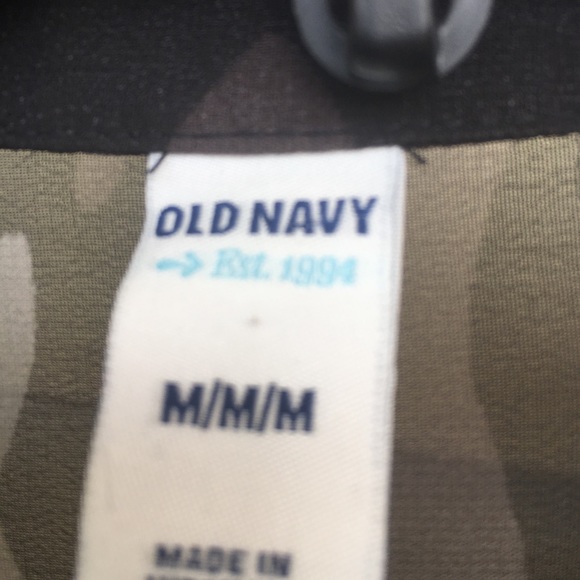 OLD NAVY
Est. 1994
M/M/M
MADE IN